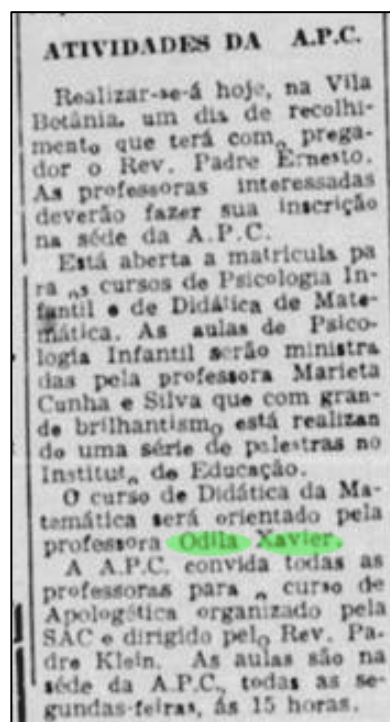 ATIVIDADES DA A.P.C.
Realizar-se-á hoje, na Vila
Betânia, um dia de recolhi-
mento que terá como prega-
dor o Rev. Padre Ernesto.
As professoras interessadas
deverão fazer sua inscrição
na séde da A.P.C.
Está aberta a matricula pa
ra os cursos de Psicologia In-
fantil e de Didática de Mate-
mática. As aulas de Psico-
logia Infantil serão ministra
das pela professora Marieta
Cunha e Silva que com gran-
de brilhantismo está realizan
do uma série de palestras no
Instituto de Educação.
O curso de Didática da Ma-
temática será orientado pela
professora Odila Xavier.
A A.P.C. convida todas as
professoras para o curso de
Apologética organizado pela
SAC e dirigido pelo Rev. Pa-
dre Klein. As aulas são na
séde da A.P.C., todas as se-
gundas-feiras, ás 15 horas.